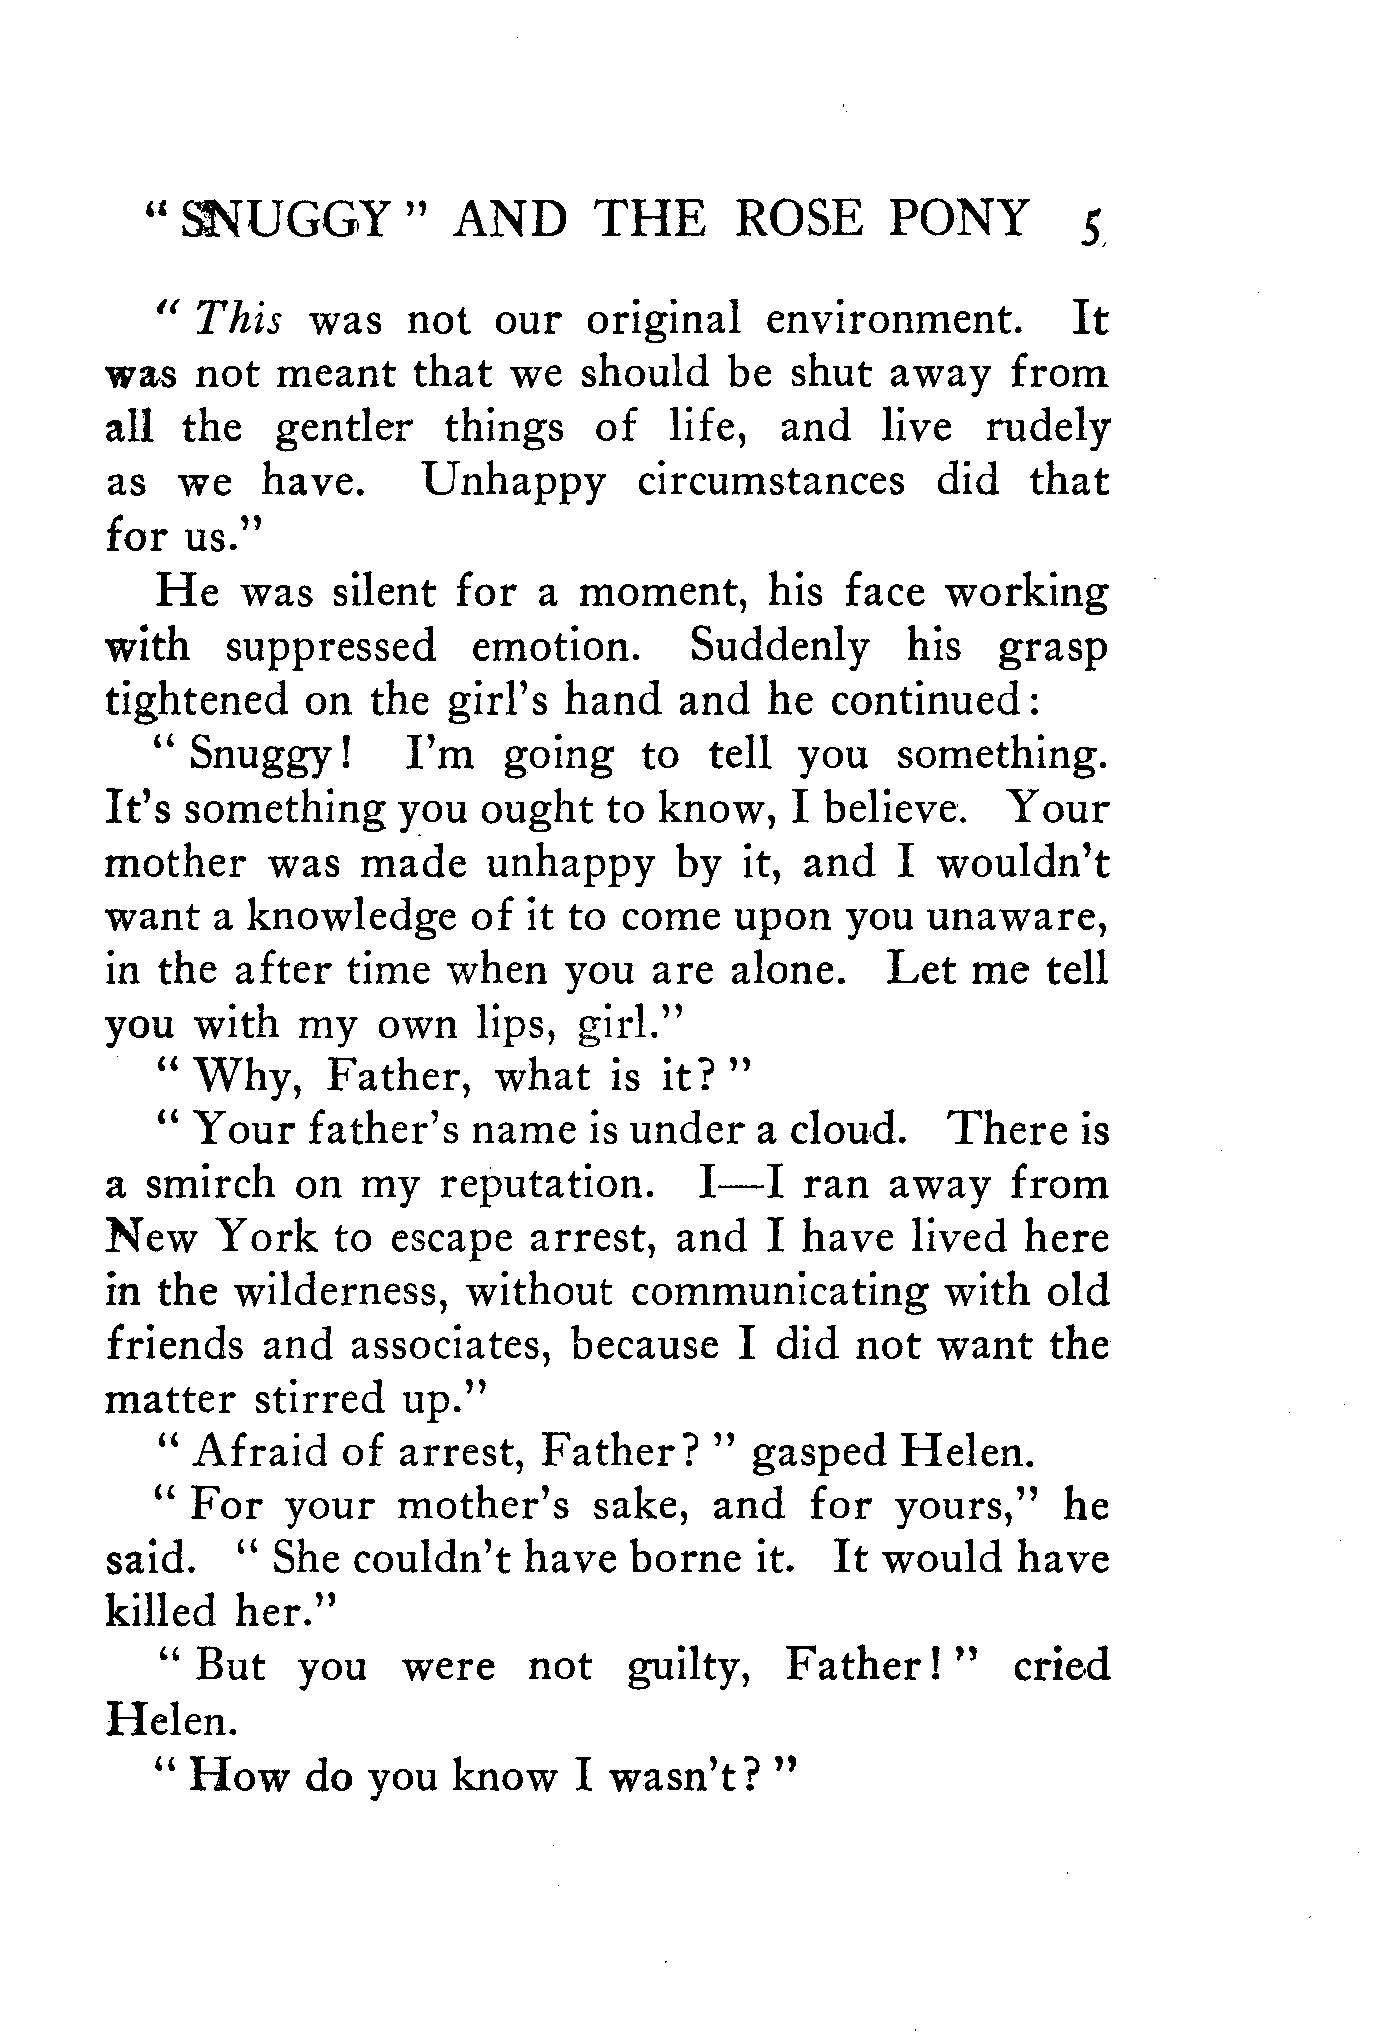 " SNUGGY " AND THE ROSE PONY 5
" This was not our original environment. It
was not meant that we should be shut away from
all the gentler things of life, and live rudely
as we have. Unhappy circumstances did that
for us."
He was silent for a moment, his face working
with suppressed emotion. Suddenly his grasp
tightened on the girl's hand and he continued:
" Snuggy! I'm going to tell you something.
It's something you ought to know, I believe. Your
mother was made unhappy by it, and I wouldn't
want a knowledge of it to come upon you unaware,
in the after time when you are alone. Let me tell
you with my own lips, girl."
" Why, Father, what is it? "
" Your father's name is under a cloud. There is
a smirch on my reputation. I—I ran away from
New York to escape arrest, and I have lived here
in the wilderness, without communicating with old
friends and associates, because I did not want the
matter stirred up."
" Afraid of arrest, Father? " gasped Helen.
" For your mother's sake, and for yours," he
said. " She couldn't have borne it. It would have
killed her."
" But you were not guilty, Father! " cried
Helen.
" How do you know I wasn't? "